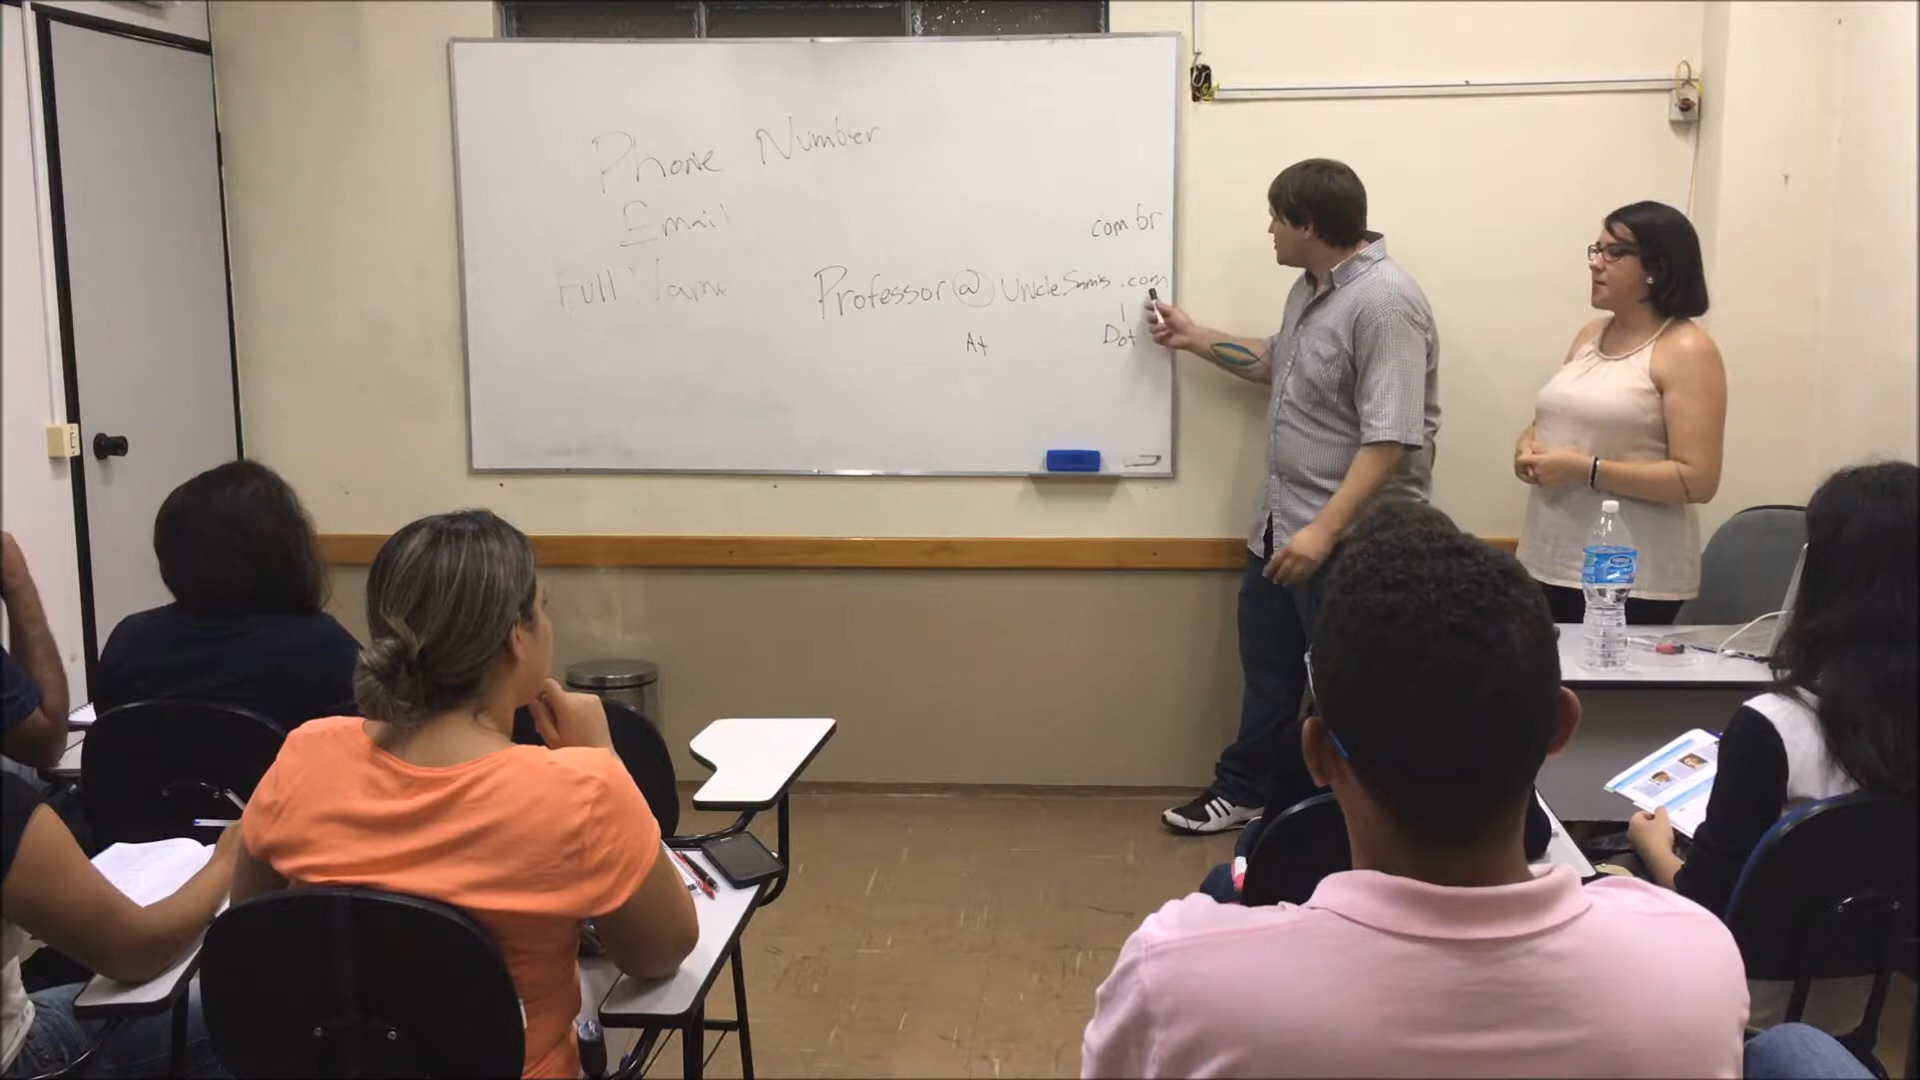 Phone Number
Email
Full Name
com.br
Professor@UncleSams.com
At
Dot